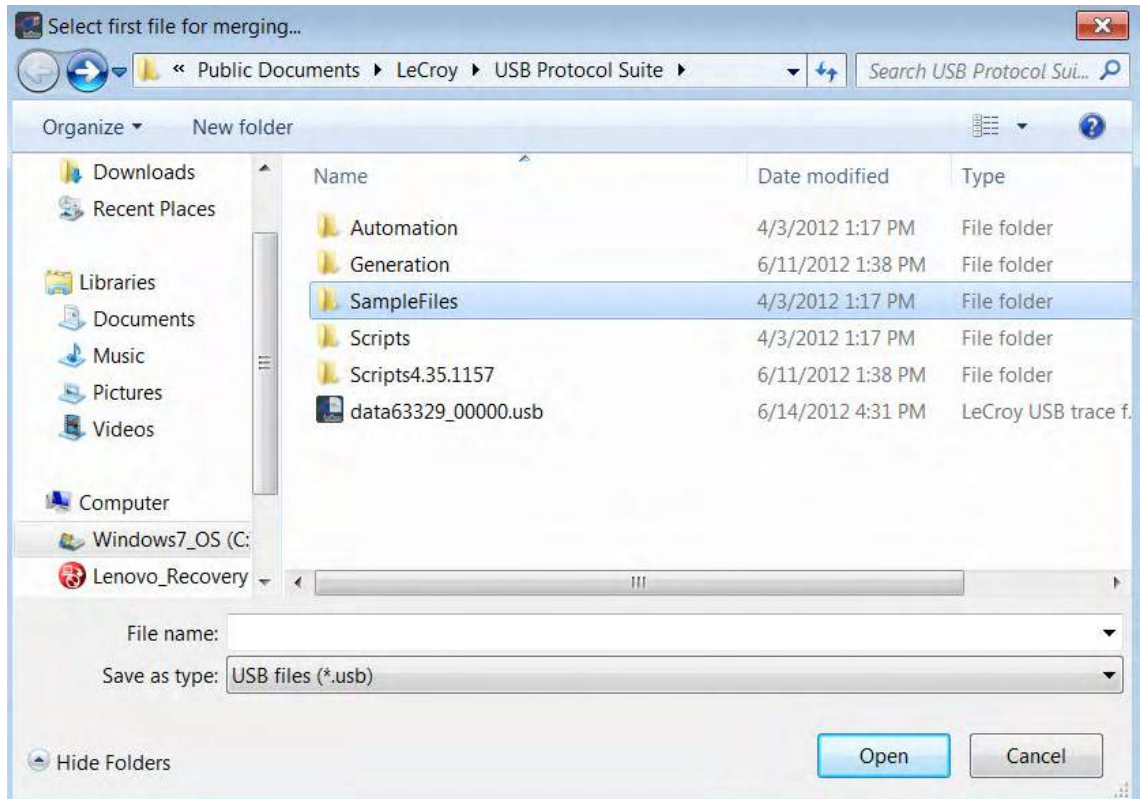 Select first file for merging...
« Public Documents ▸ LeCroy ▸ USB Protocol Suite ▸ Search USB Protocol Sui...
Organize ▾ New folder
Downloads
Recent Places
Libraries
Documents
Music
Pictures
Videos
Computer
Windows7_OS (C:
Lenovo_Recovery
Name Date modified Type
Automation 4/3/2012 1:17 PM File folder
Generation 6/11/2012 1:38 PM File folder
SampleFiles 4/3/2012 1:17 PM File folder
Scripts 4/3/2012 1:17 PM File folder
Scripts4.35.1157 6/11/2012 1:38 PM File folder
data63329_00000.usb 6/14/2012 4:31 PM LeCroy USB trace f.
File name:
Save as type: USB files (*.usb)
Hide Folders Open Cancel